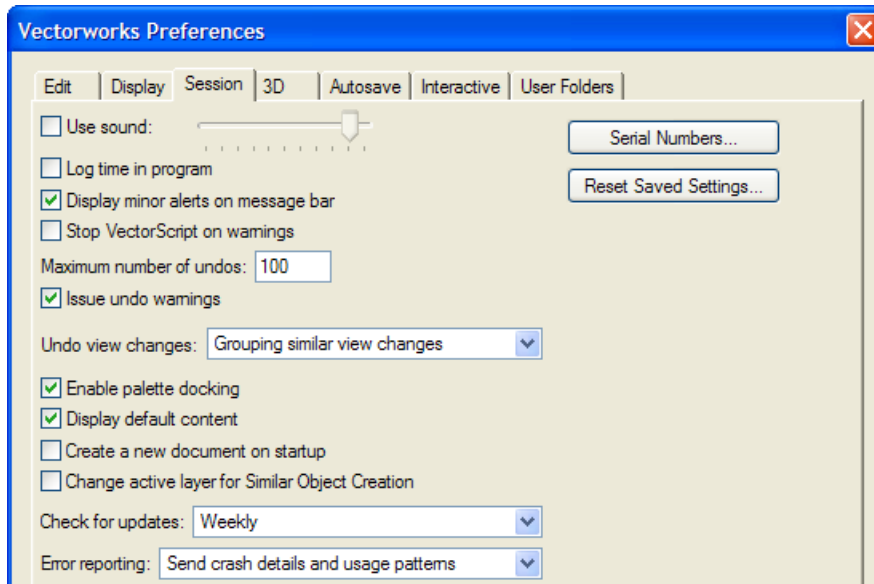 Vectorworks Preferences
Edit Display Session 3D Autosave Interactive User Folders
Use sound:
Serial Numbers...
Log time in program
Reset Saved Settings...
Display minor alerts on message bar
Stop VectorScript on warnings
Maximum number of undos: 100
Issue undo warnings
Undo view changes: Grouping similar view changes
Enable palette docking
Display default content
Create a new document on startup
Change active layer for Similar Object Creation
Check for updates: Weekly
Error reporting: Send crash details and usage patterns